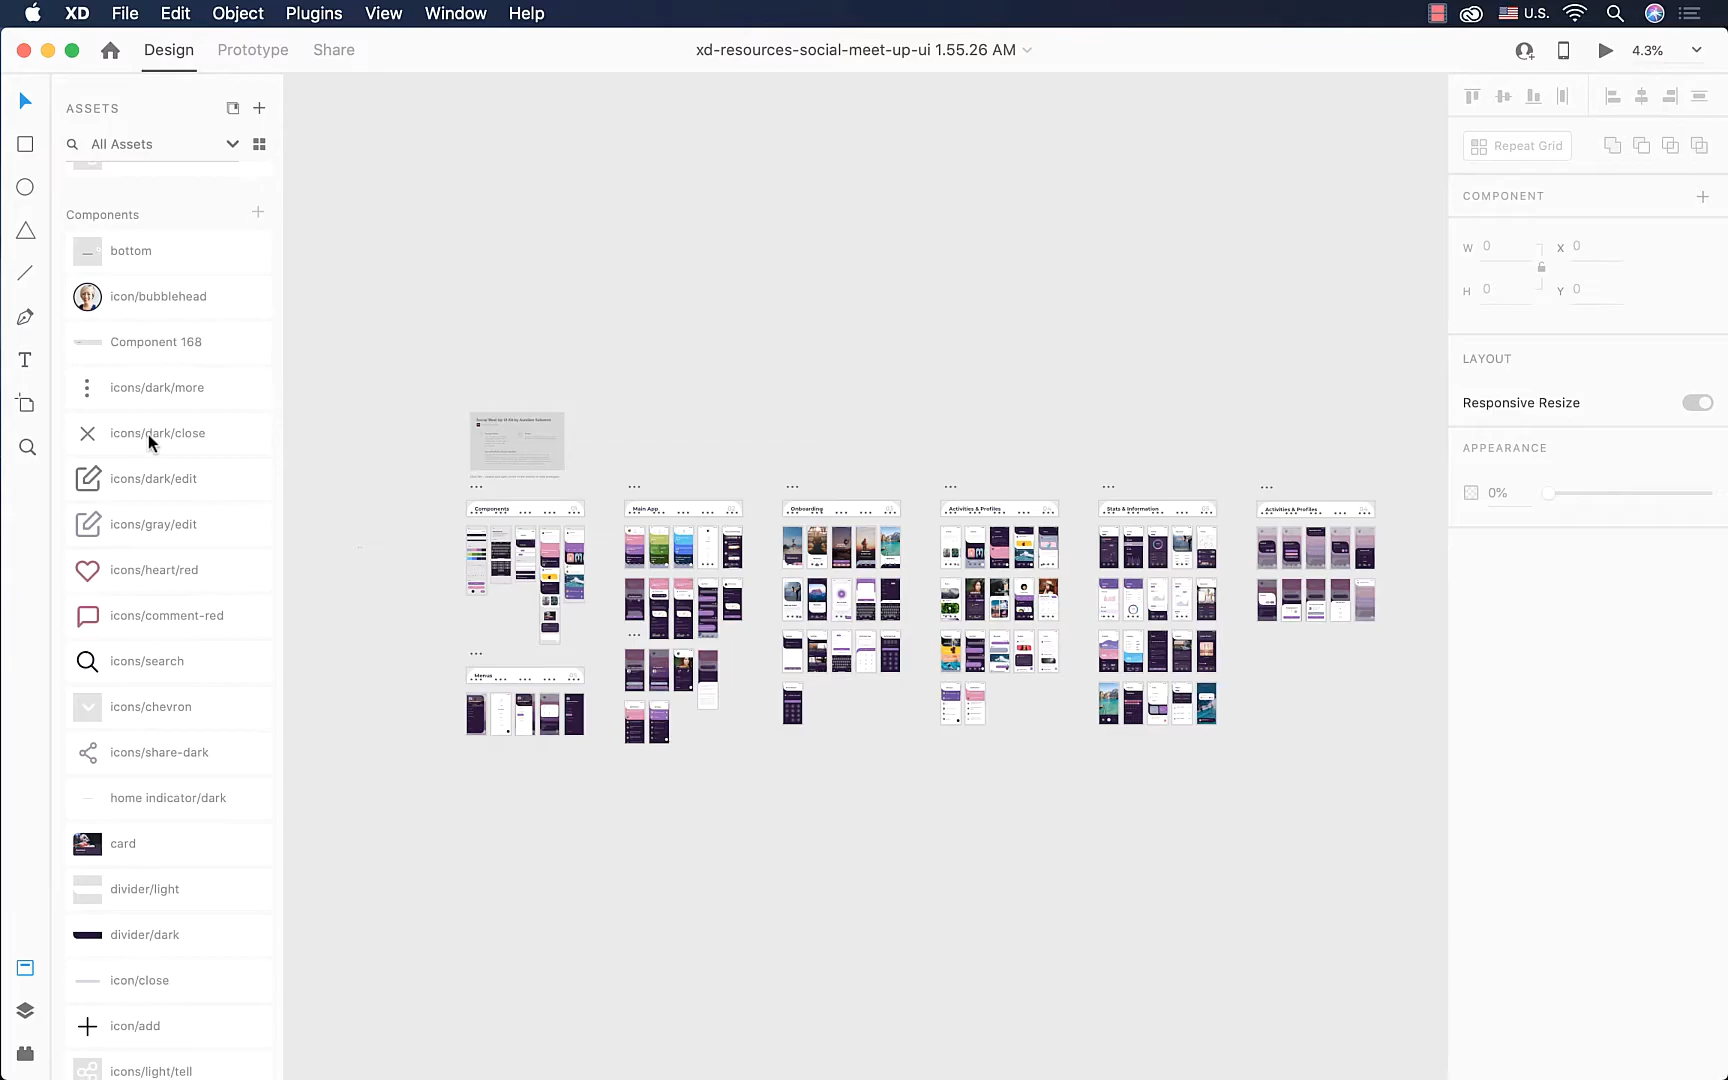 XD File Edit Object Plugins View Window Help U.S.
Design Prototype Share xd-resources-social-meet-up-ui 1.55.26 AM 4.3%
ASSETS
All Assets
Components
bottom
icon/bubblehead
Component 168
icons/dark/more
icons/dark/close
icons/dark/edit
icons/gray/edit
icons/heart/red
icons/comment-red
icons/search
icons/chevron
icons/share-dark
home indicator/dark
card
divider/light
divider/dark
icon/close
icon/add
icons/light/tell
Components
Main App
Onboarding
Activities & Profiles
Stats & Information
Activities & Profiles
Menus
Repeat Grid
COMPONENT
W 0 X 0
H 0 Y 0
LAYOUT
Responsive Resize
APPEARANCE
0%